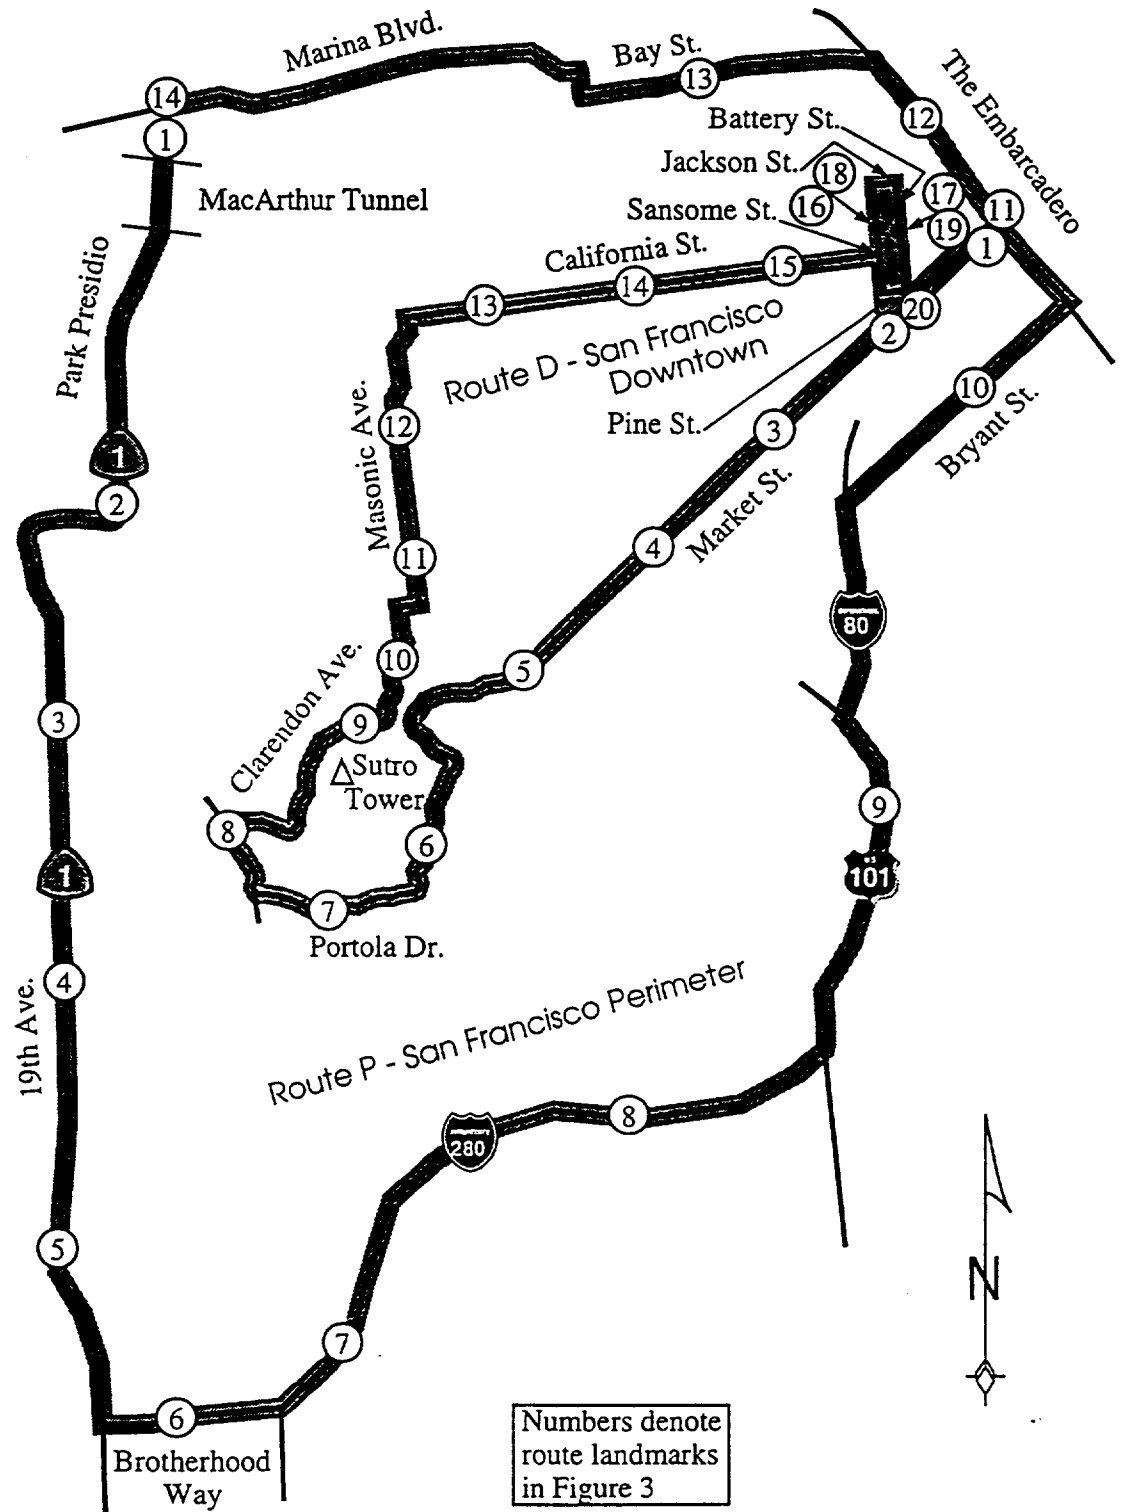 Marina Blvd.
Bay St.
The Embarcadero
14
13
12
1
Battery St.
Jackson St.
18
17
MacArthur Tunnel
16
Sansome St.
19
11
1
California St.
15
14
13
20
2
Park Presidio
Route D - San Francisco
Downtown
10
Bryant St.
Pine St.
3
Masonic Ave.
12
1
2
Market St.
4
11
80
Clarendon Ave.
10
5
3
9
Sutro
Tower
8
6
9
1
101
7
Portola Dr.
4
19th Ave.
Route P - San Francisco Perimeter
8
280
5
N
7
6
Brotherhood
Way
Numbers denote
route landmarks
in Figure 3